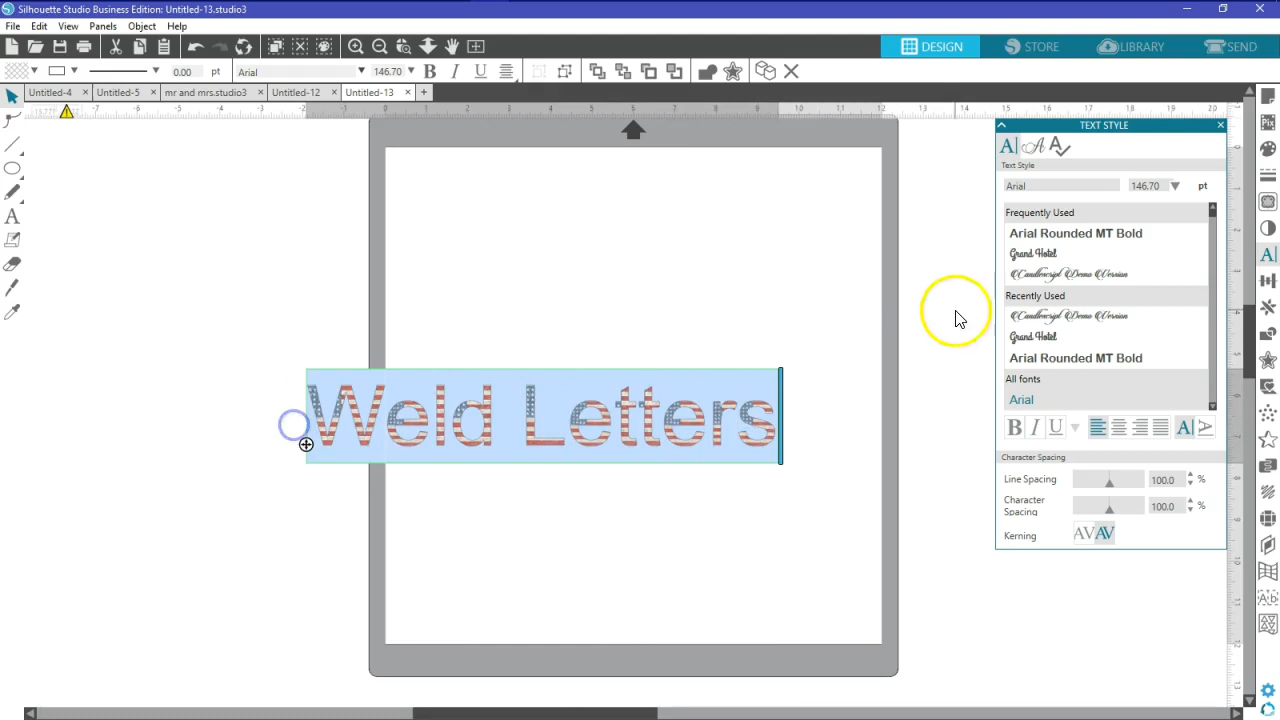 Silhouette Studio Business Edition: Untitled-13.studio3
File Edit View Panels Object Help
DESIGN STORE LIBRARY SEND
0.00 pt Arial 146.70 B I U
Untitled-4 Untitled-5 mr and mrs.studio3 Untitled-12 Untitled-13
TEXT STYLE
Text Style
Arial 146.70 pt
Frequently Used
Arial Rounded MT Bold
Grand Hotel
Candlescript Demo Version
Recently Used
Candlescript Demo Version
Grand Hotel
Arial Rounded MT Bold
All fonts
Arial
B I U
Character Spacing
Line Spacing 100.0 %
Character Spacing 100.0 %
Kerning AV AV
Weld Letters